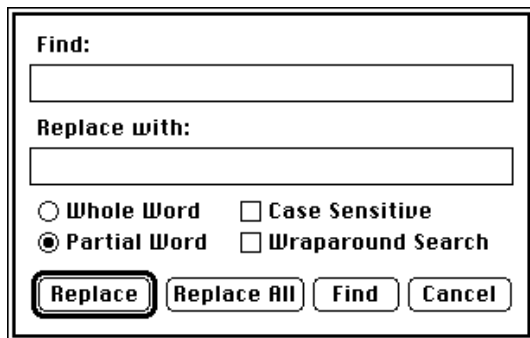 Find:
Replace with:
Whole Word Case Sensitive
Partial Word Wraparound Search
Replace Replace All Find Cancel